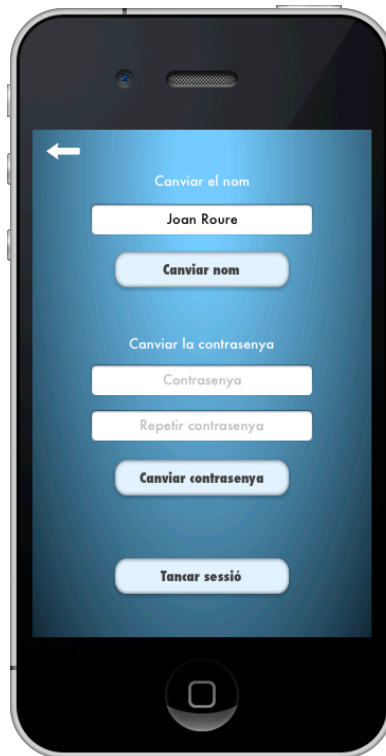 Canviar el nom
Joan Roure
Canviar nom
Canviar la contrasenya
Contrasenya
Repetir contrasenya
Canviar contrasenya
Tancar sessió